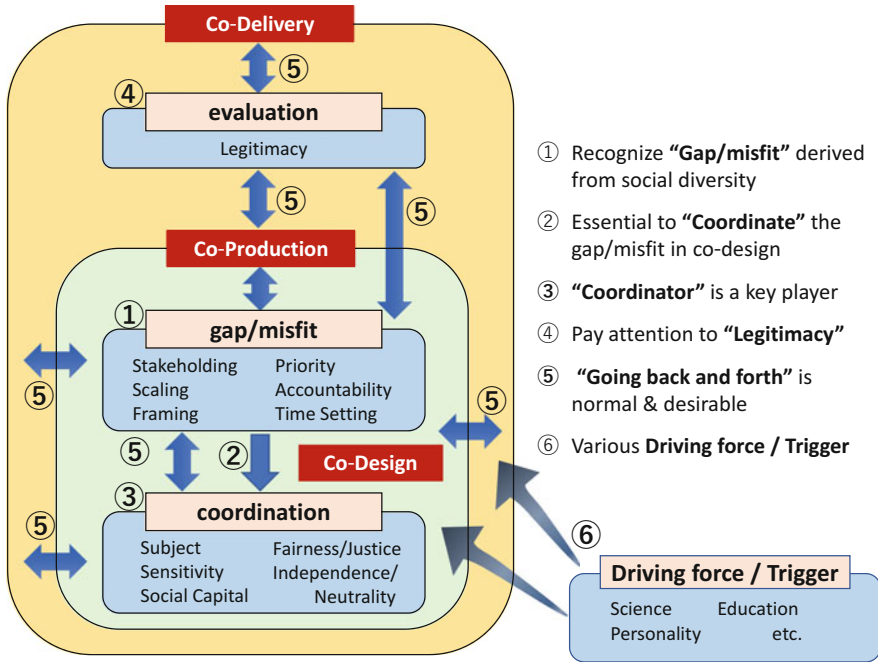 Co-Delivery
⑤
④
evaluation
Legitimacy
⑤
⑤
Co-Production
①
gap/misfit
Stakeholding Priority
Scaling Accountability
Framing Time Setting
⑤
⑤
⑤
②
Co-Design
③
coordination
⑤
Subject Fairness/Justice
Sensitivity Independence/
Social Capital Neutrality
① Recognize “Gap/misfit” derived
from social diversity
② Essential to “Coordinate” the
gap/misfit in co-design
③ “Coordinator” is a key player
④ Pay attention to “Legitimacy”
⑤ “Going back and forth” is
normal & desirable
⑥ Various Driving force / Trigger
⑥
Driving force / Trigger
Science Education
Personality etc.